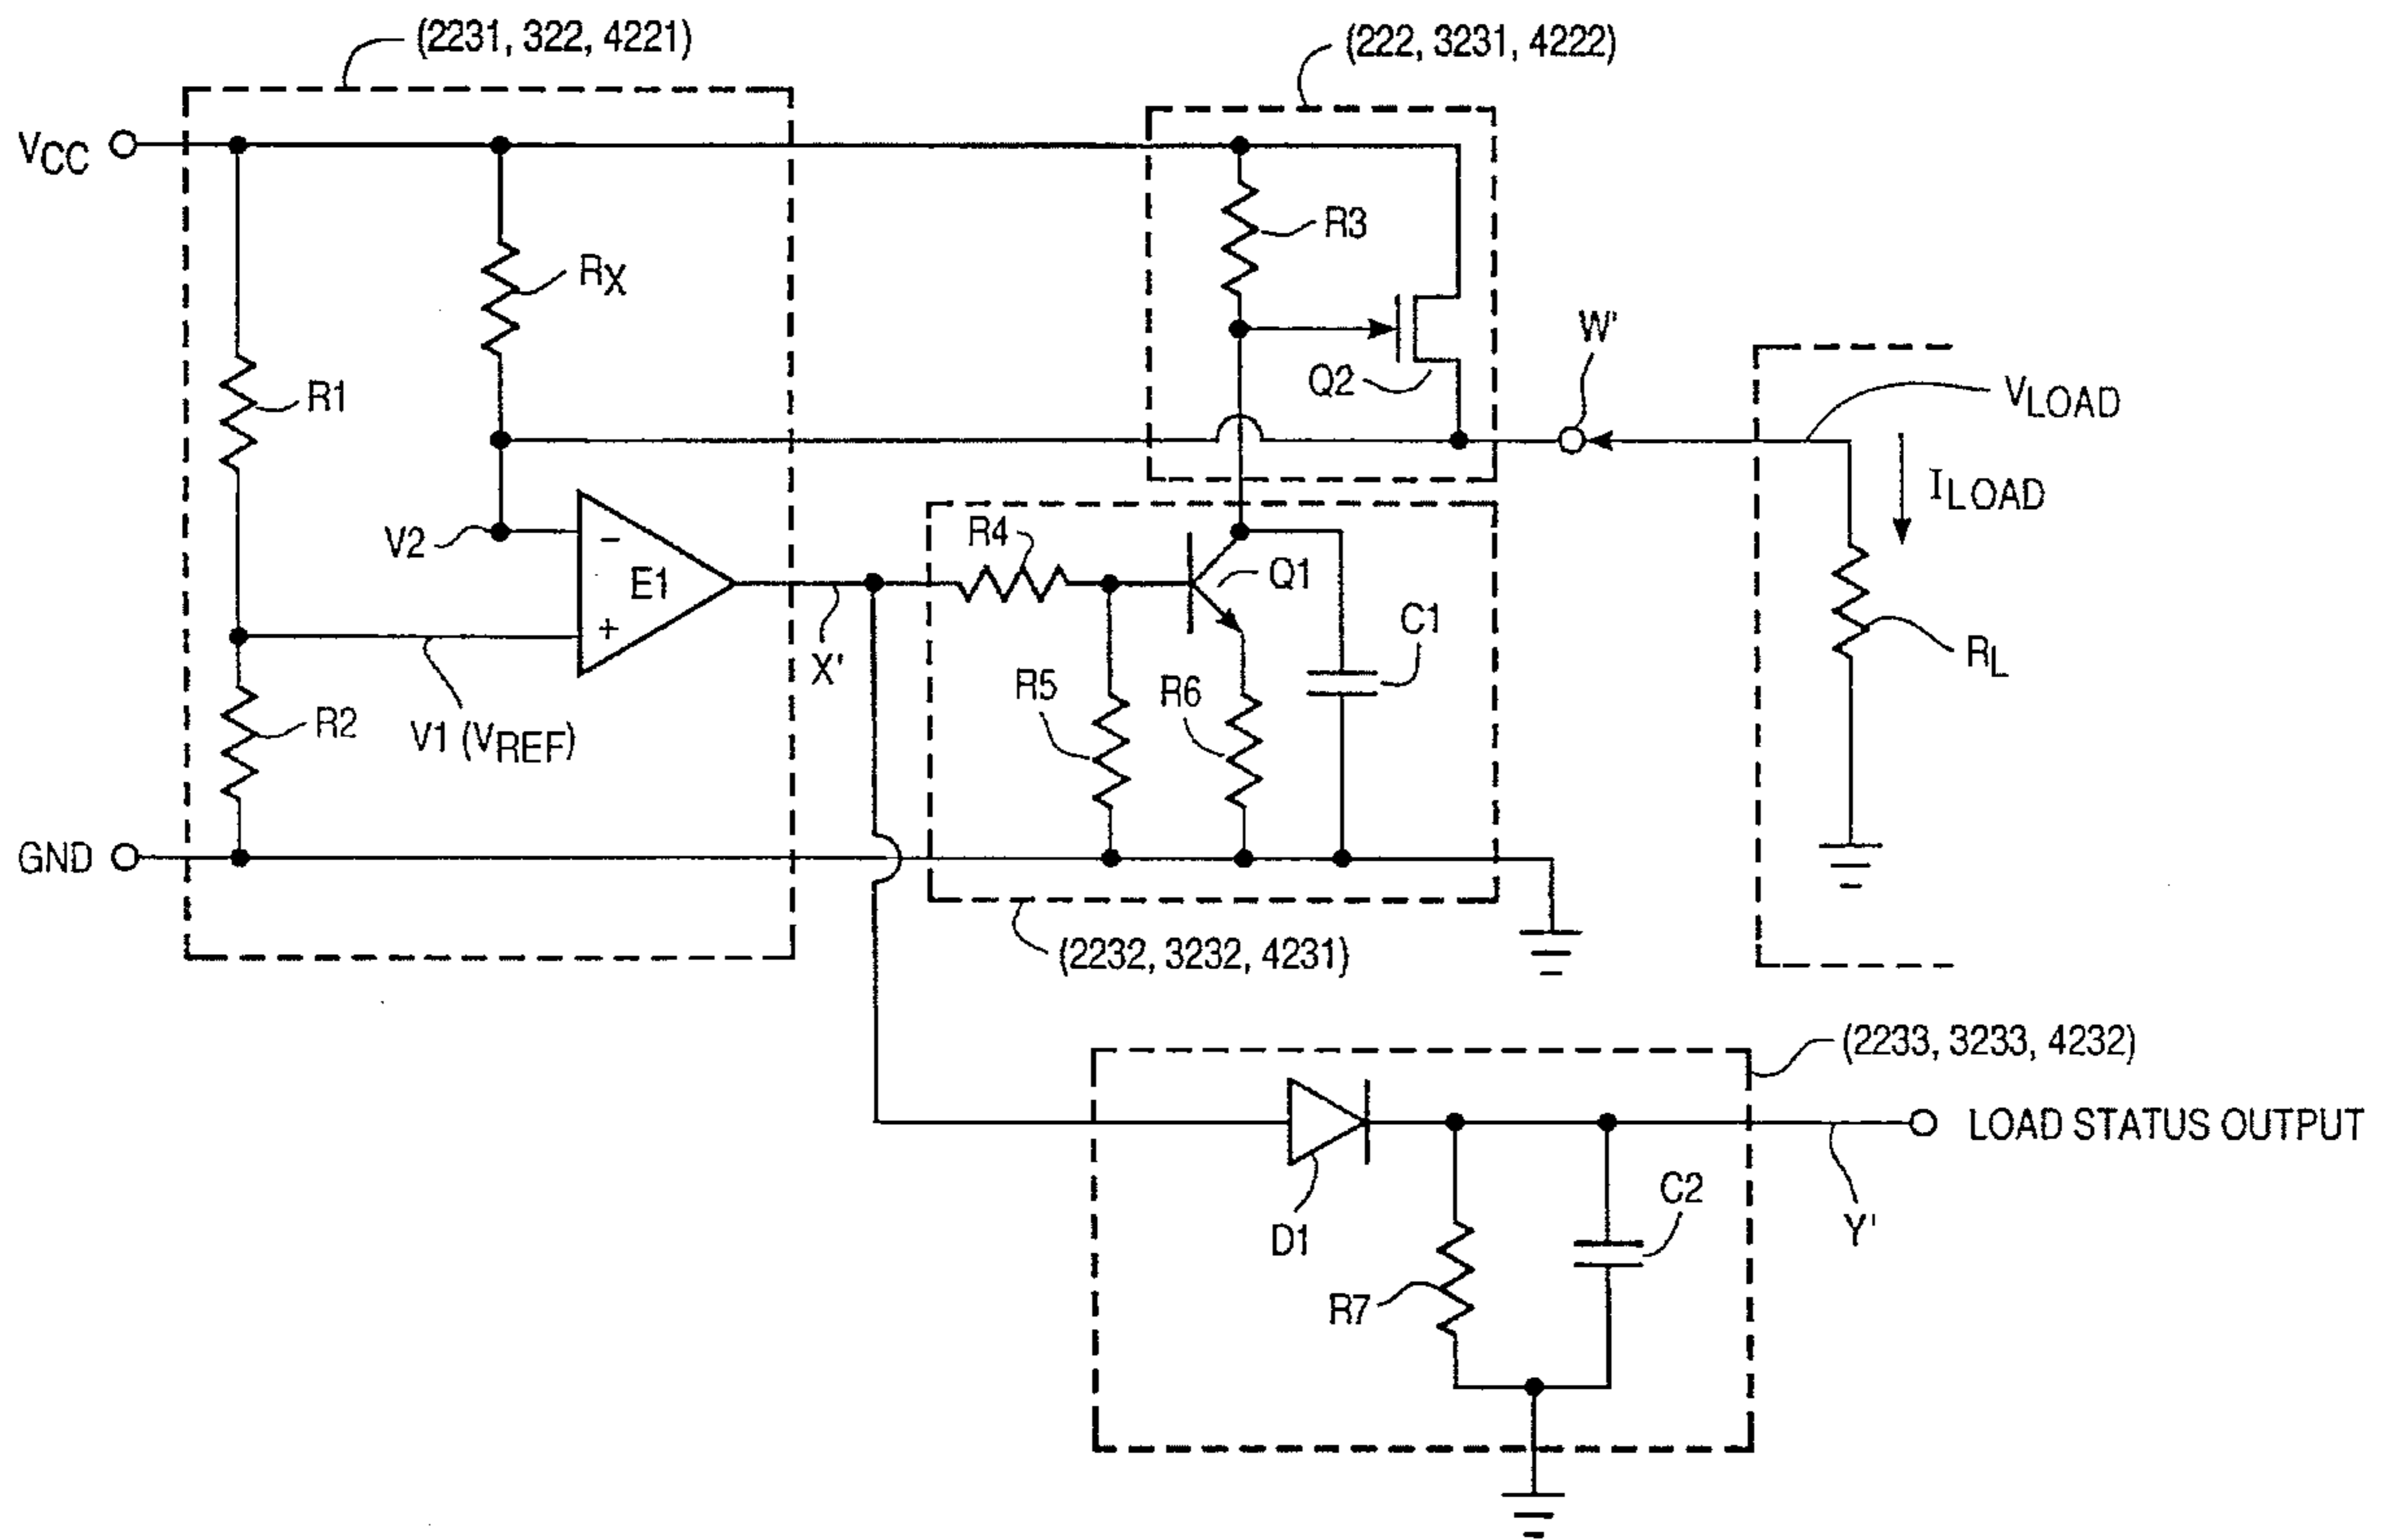 (2231, 322, 4221)
(222, 3231, 4222)
VCC
R3
RX
W'
R1
Q2
VLOAD
ILOAD
R4
V2
−
E1
Q1
+
C1
X'
R5
R6
RL
R2
V1 (VREF)
GND
(2232, 3232, 4231)
(2233, 3233, 4232)
LOAD STATUS OUTPUT
C2
D1
Y'
R7